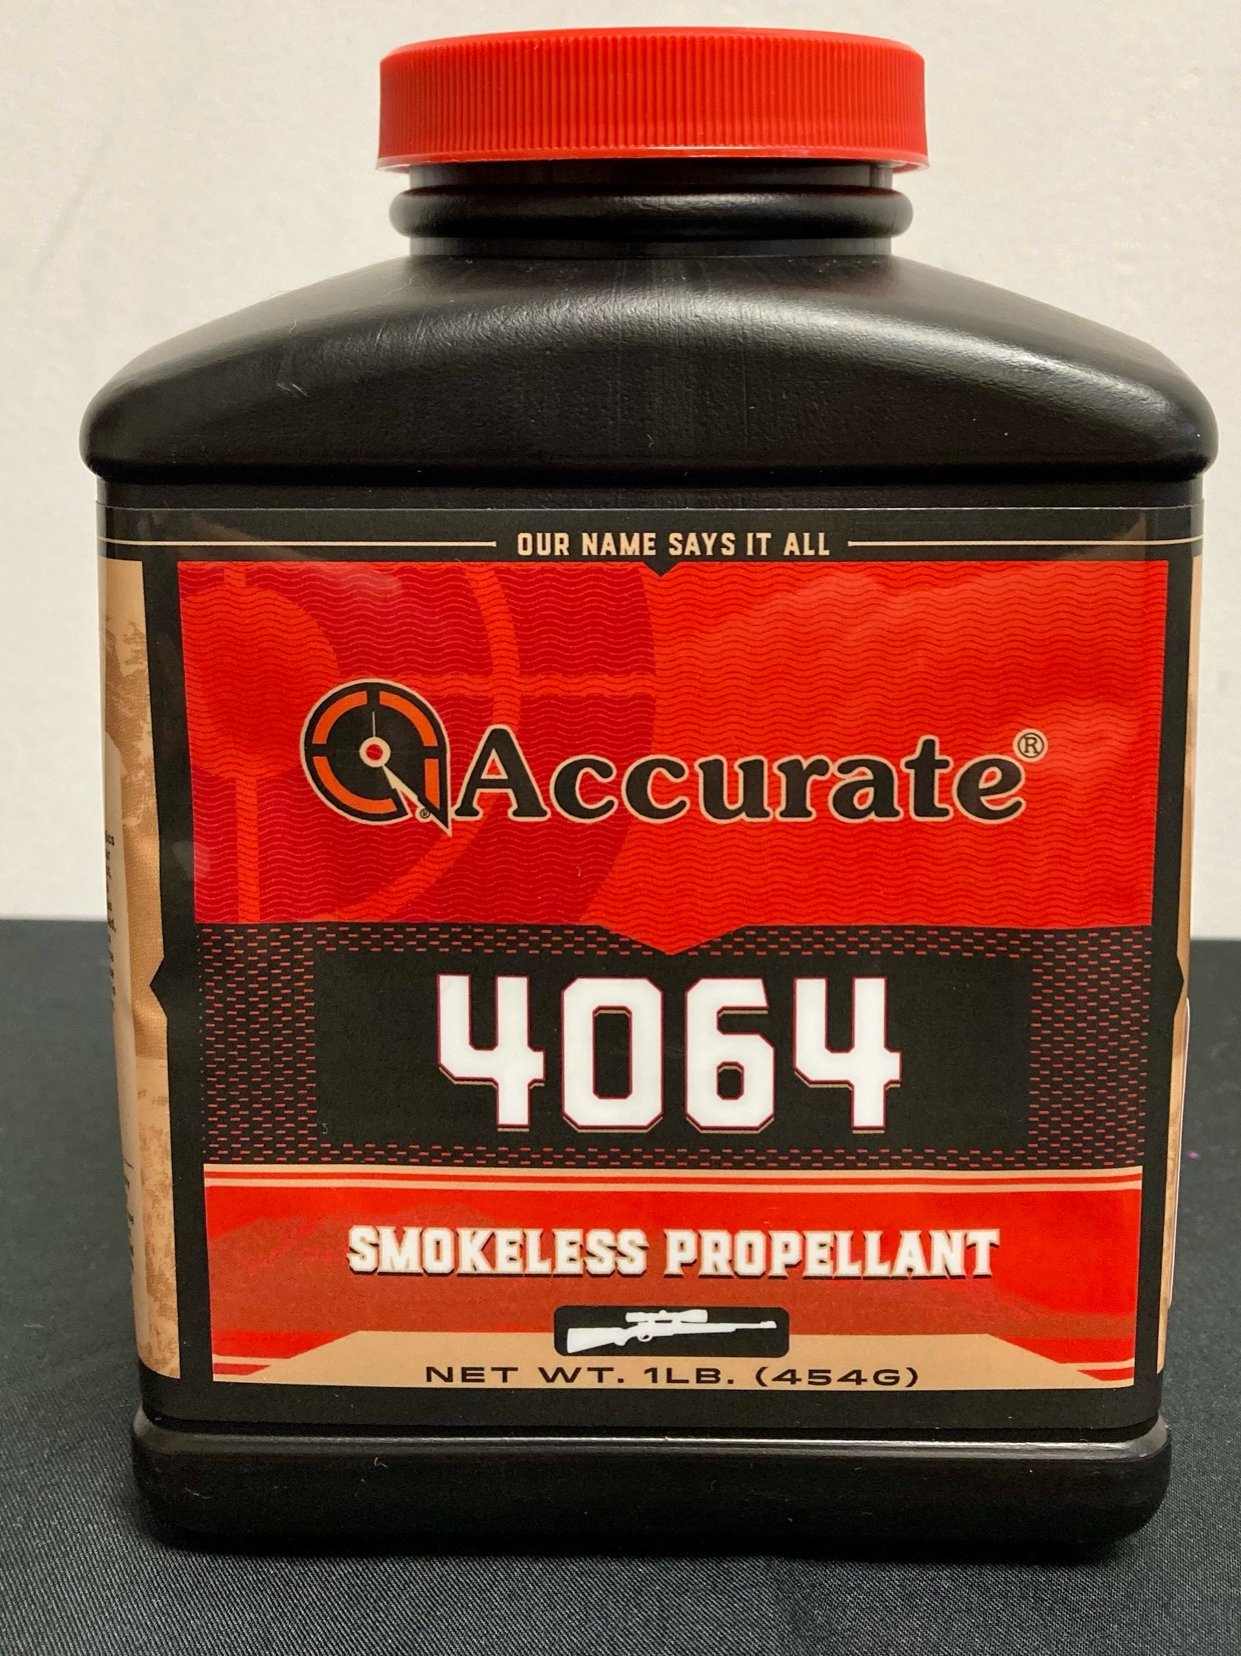 OUR NAME SAYS IT ALL
Accurate®
4064
SMOKELESS PROPELLANT
NET WT. 1LB. (454G)